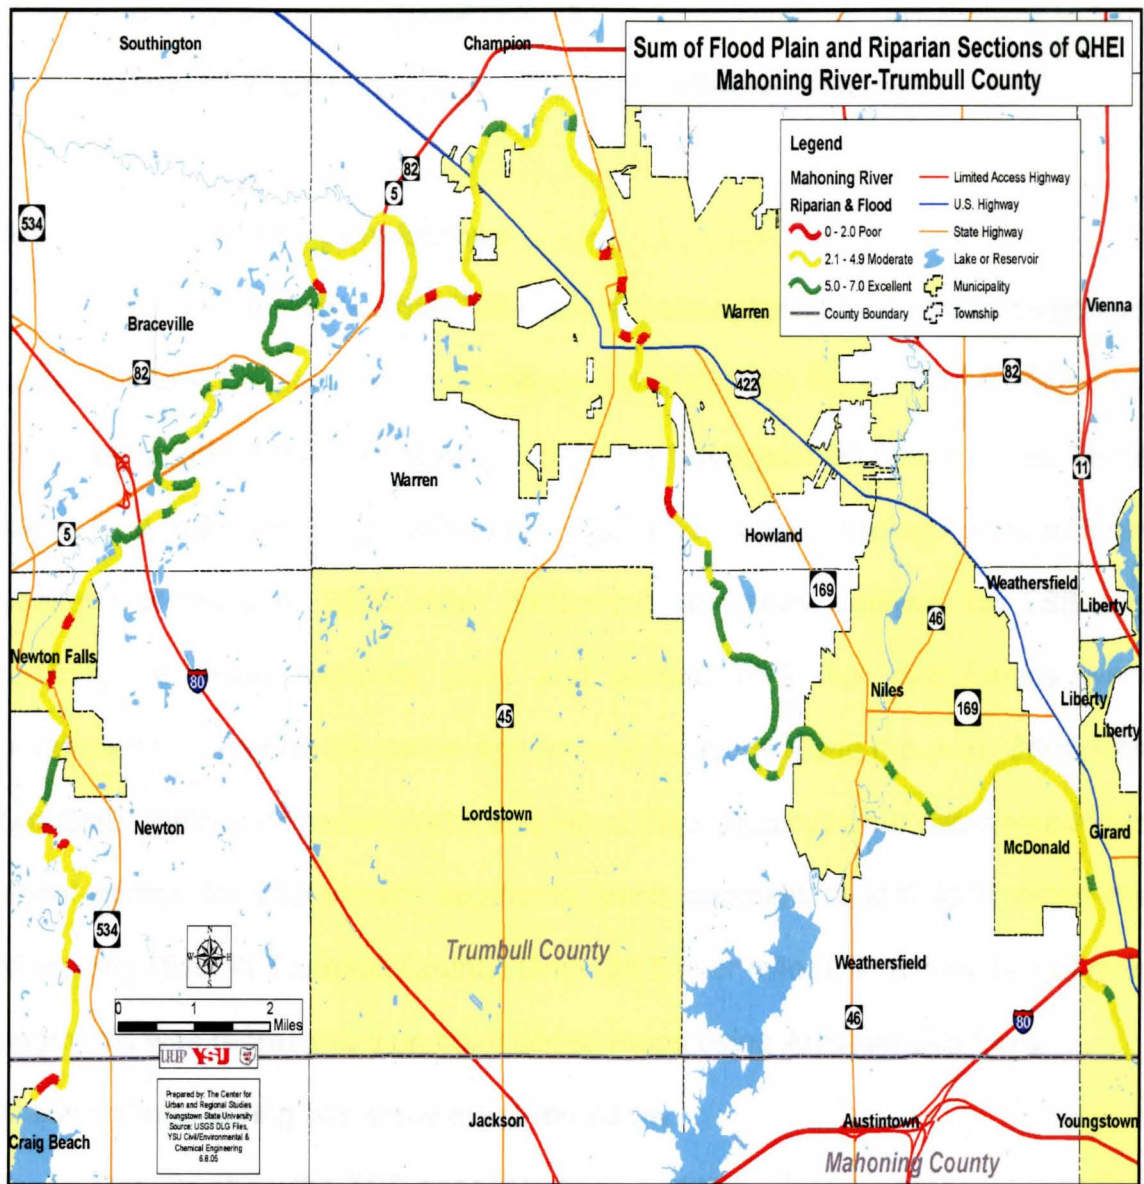 Sum of Flood Plain and Riparian Sections of QHEI
Mahoning River-Trumbull County
Legend
Mahoning River
Riparian & Flood
0 - 2.0 Poor
2.1 - 4.9 Moderate
5.0 - 7.0 Excellent
County Boundary
Limited Access Highway
U.S. Highway
State Highway
Lake or Reservoir
Municipality
Township
Southington
Champion
82
5
534
Braceville
Warren
Vienna
82
422
82
11
Warren
5
Howland
Weathersfield
Liberty
169
46
Newton Falls
80
Niles
Liberty
45
169
Liberty
Newton
Lordstown
Girard
McDonald
534
Trumbull County
Weathersfield
N
W
E
S
0 1 2
Miles
46
80
YSU
Prepared by: The Center for
Urban and Regional Studies
Youngstown State University
Source: USGS DLG Files,
YSU Civil/Environmental &
Chemical Engineering
6.8.05
Craig Beach
Jackson
Austintown
Youngstown
Mahoning County